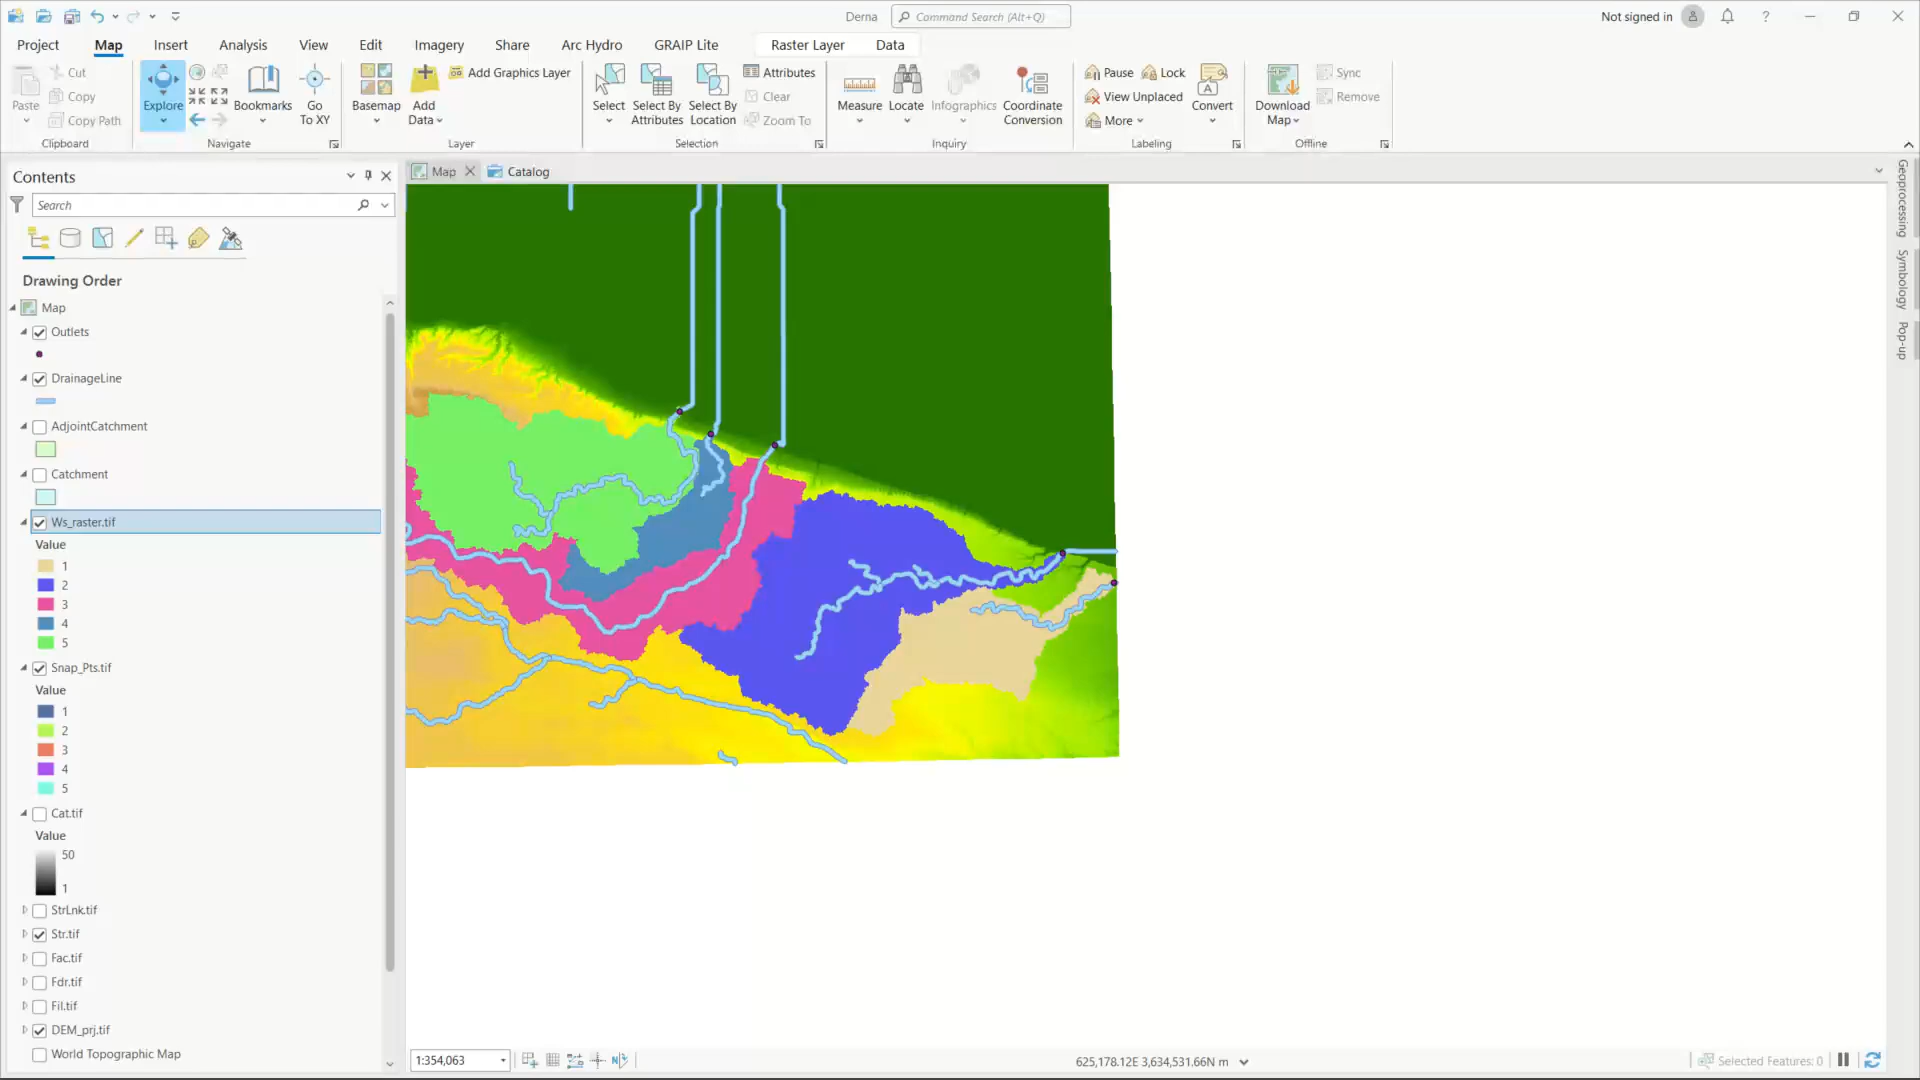 Derna
Command Search (Alt+Q)
Not signed in
?
Project
Map
Insert
Analysis
View
Edit
Imagery
Share
Arc Hydro
GRAIP Lite
Raster Layer
Data
Paste
Cut
Copy
Copy Path
Clipboard
Explore
Bookmarks
Go
To XY
Navigate
Basemap
Add
Data
Add Graphics Layer
Layer
Select
Select By
Attributes
Select By
Location
Attributes
Clear
Zoom To
Selection
Measure
Locate
Infographics
Coordinate
Conversion
Inquiry
Pause
Lock
View Unplaced
More
Convert
Labeling
Download
Map
Sync
Remove
Offline
Contents
Search
Drawing Order
Map
Outlets
DrainageLine
AdjointCatchment
Catchment
Ws_raster.tif
Value
1
2
3
4
5
Snap_Pts.tif
Value
1
2
3
4
5
Cat.tif
Value
50
1
StrLnk.tif
Str.tif
Fac.tif
Fdr.tif
Fil.tif
DEM_prj.tif
World Topographic Map
Map
Catalog
Geoprocessing
Symbology
Pop-up
1:354,063
625,178.12E 3,634,531.66N m
Selected Features: 0